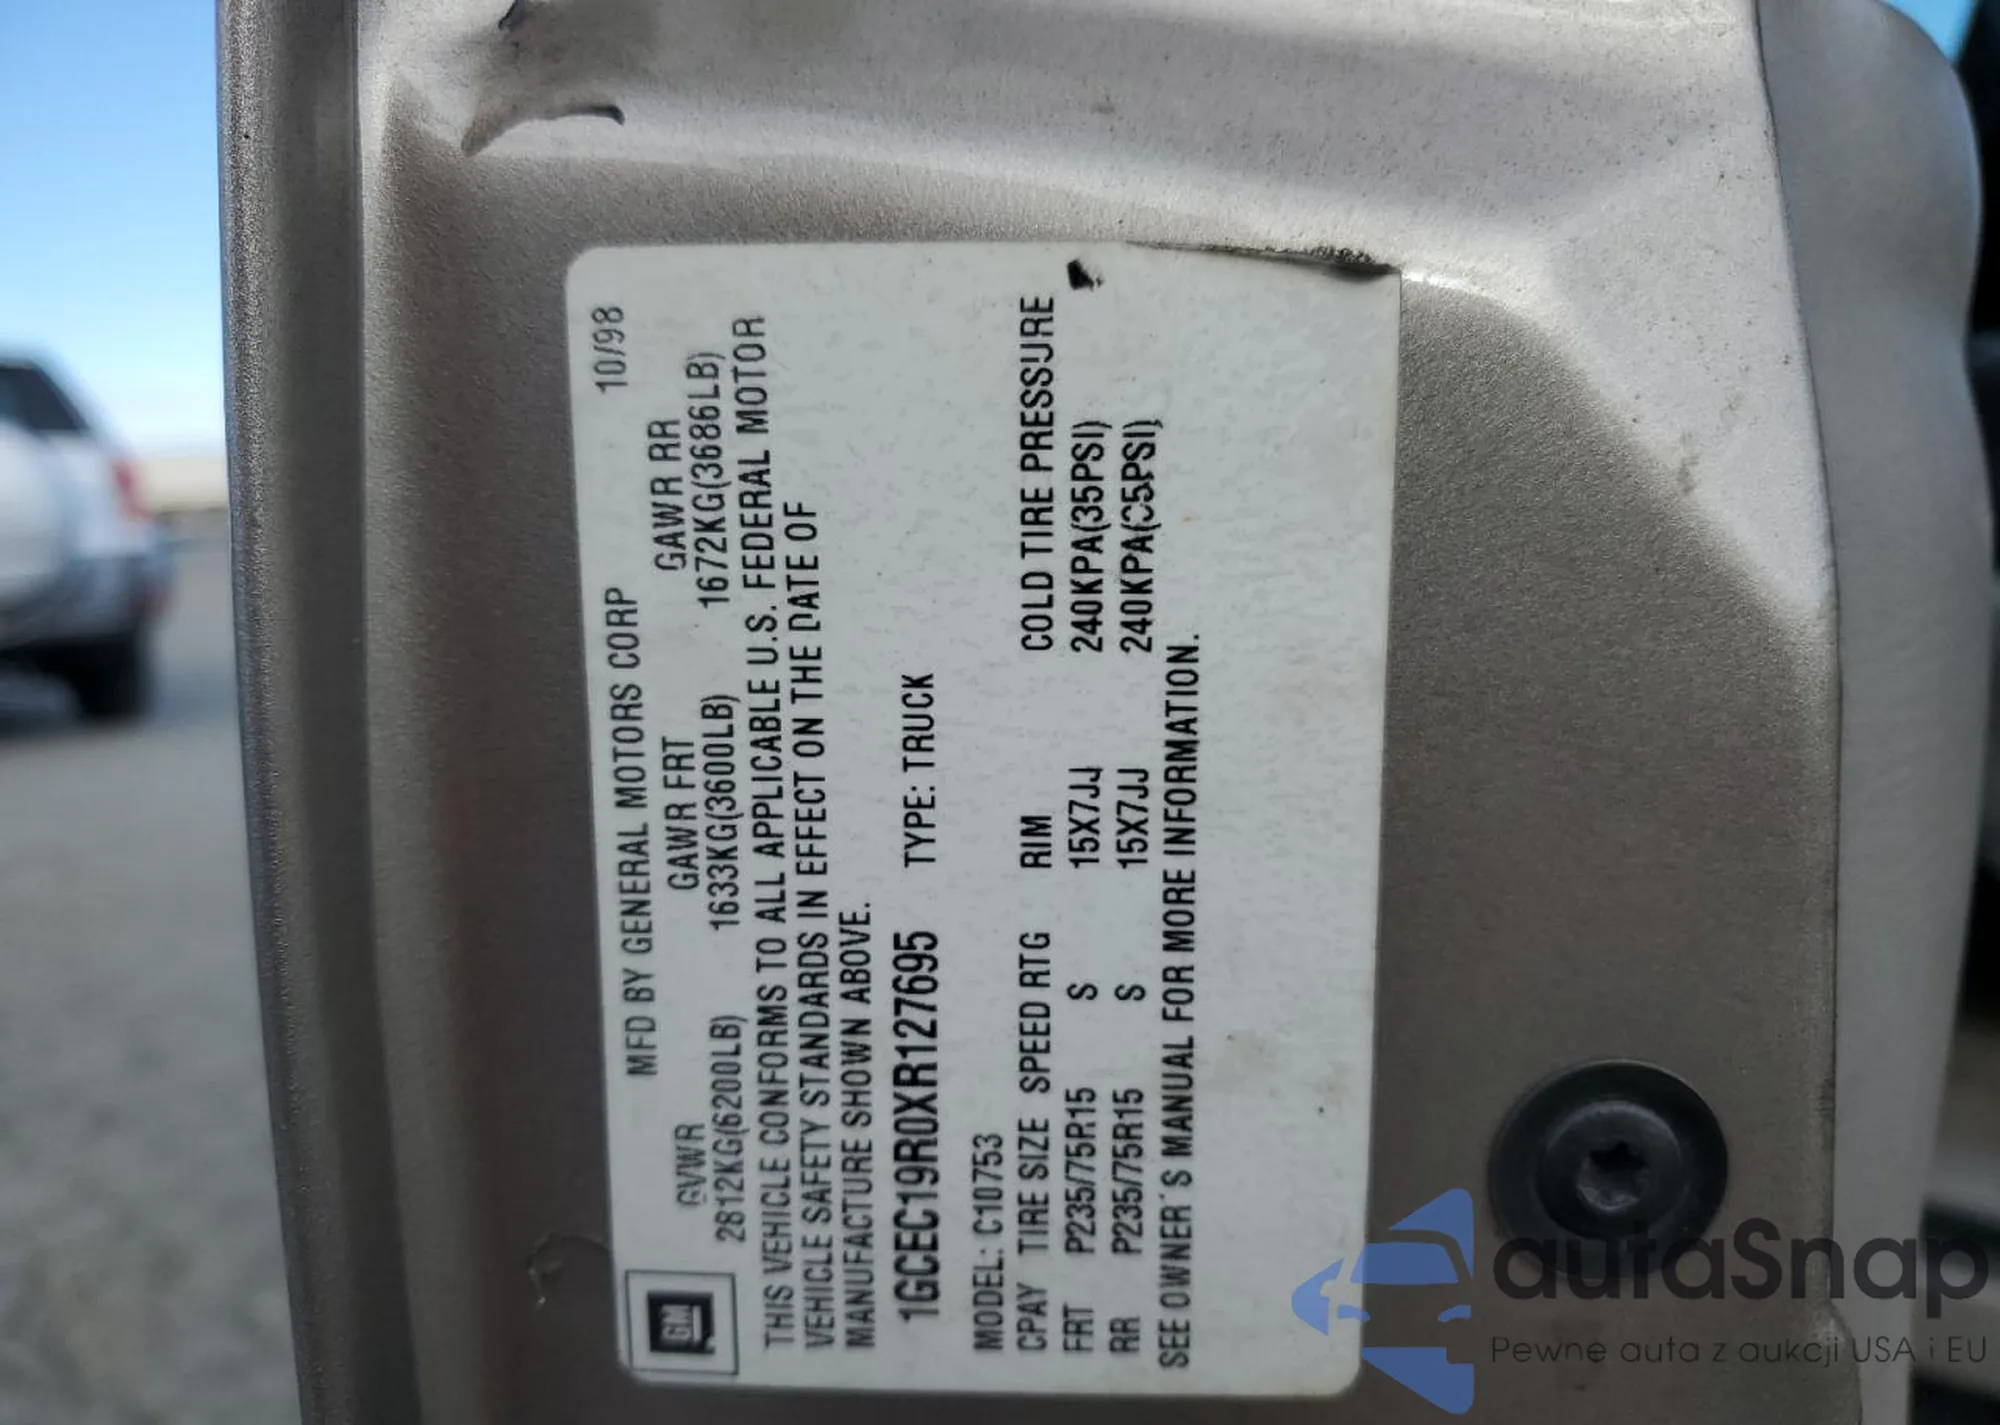 MFD BY GENERAL MOTORS CORP 10/98
GVWR GAWR FRT GAWR RR
2812KG(6200LB) 1633KG(3600LB) 1672KG(3686LB)
THIS VEHICLE CONFORMS TO ALL APPLICABLE U.S. FEDERAL MOTOR
VEHICLE SAFETY STANDARDS IN EFFECT ON THE DATE OF
MANUFACTURE SHOWN ABOVE.
1GCEC19R0XR127695 TYPE: TRUCK
MODEL: C10753
CPAY TIRE SIZE SPEED RTG RIM COLD TIRE PRESSURE
FRT P235/75R15 S 15X7JJ 240KPA(35PSI)
RR P235/75R15 S 15X7JJ 240KPA(35PSI)
SEE OWNER'S MANUAL FOR MORE INFORMATION.
GM
autaSnap
Pewne auta z aukcji USA i EU